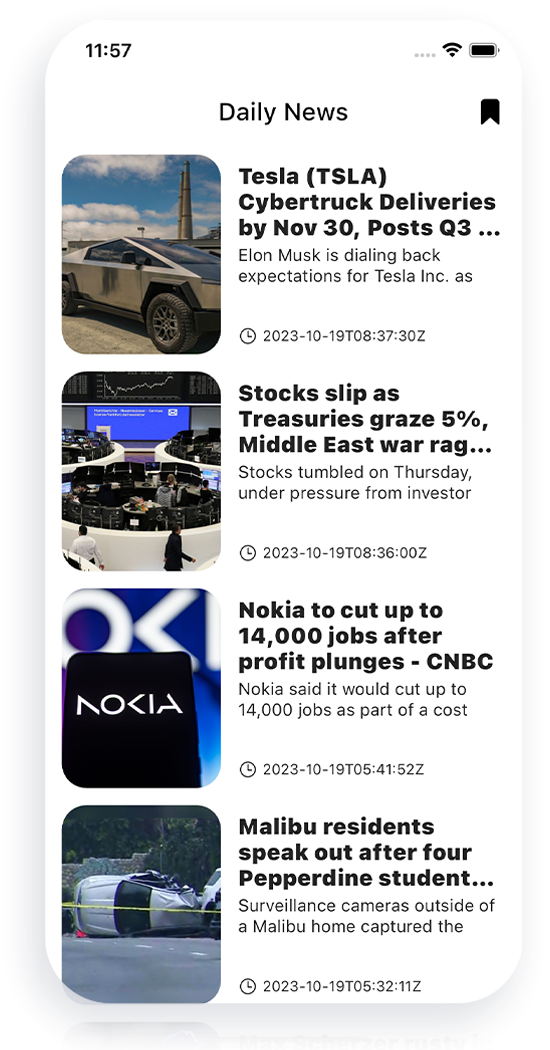 11:57
Daily News
Tesla (TSLA)
Cybertruck Deliveries
by Nov 30, Posts Q3 ...
Elon Musk is dialing back
expectations for Tesla Inc. as
2023-10-19T08:37:30Z
Stocks slip as
Treasuries graze 5%,
Middle East war rag...
Stocks tumbled on Thursday,
under pressure from investor
2023-10-19T08:36:00Z
NOKIA
Nokia to cut up to
14,000 jobs after
profit plunges - CNBC
Nokia said it would cut up to
14,000 jobs as part of a cost
2023-10-19T05:41:52Z
Malibu residents
speak out after four
Pepperdine student...
Surveillance cameras outside of
a Malibu home captured the
2023-10-19T05:32:11Z